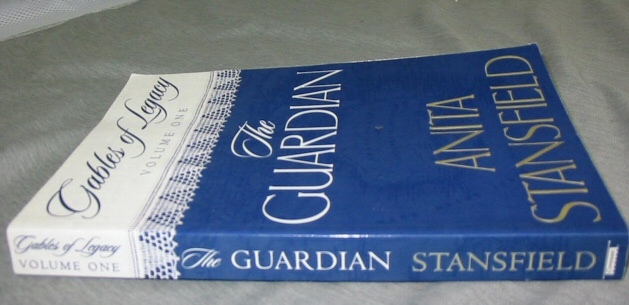 Gables of Legacy
VOLUME ONE
The
GUARDIAN
ANITA
STANSFIELD
Gables of Legacy
VOLUME ONE
The GUARDIAN STANSFIELD